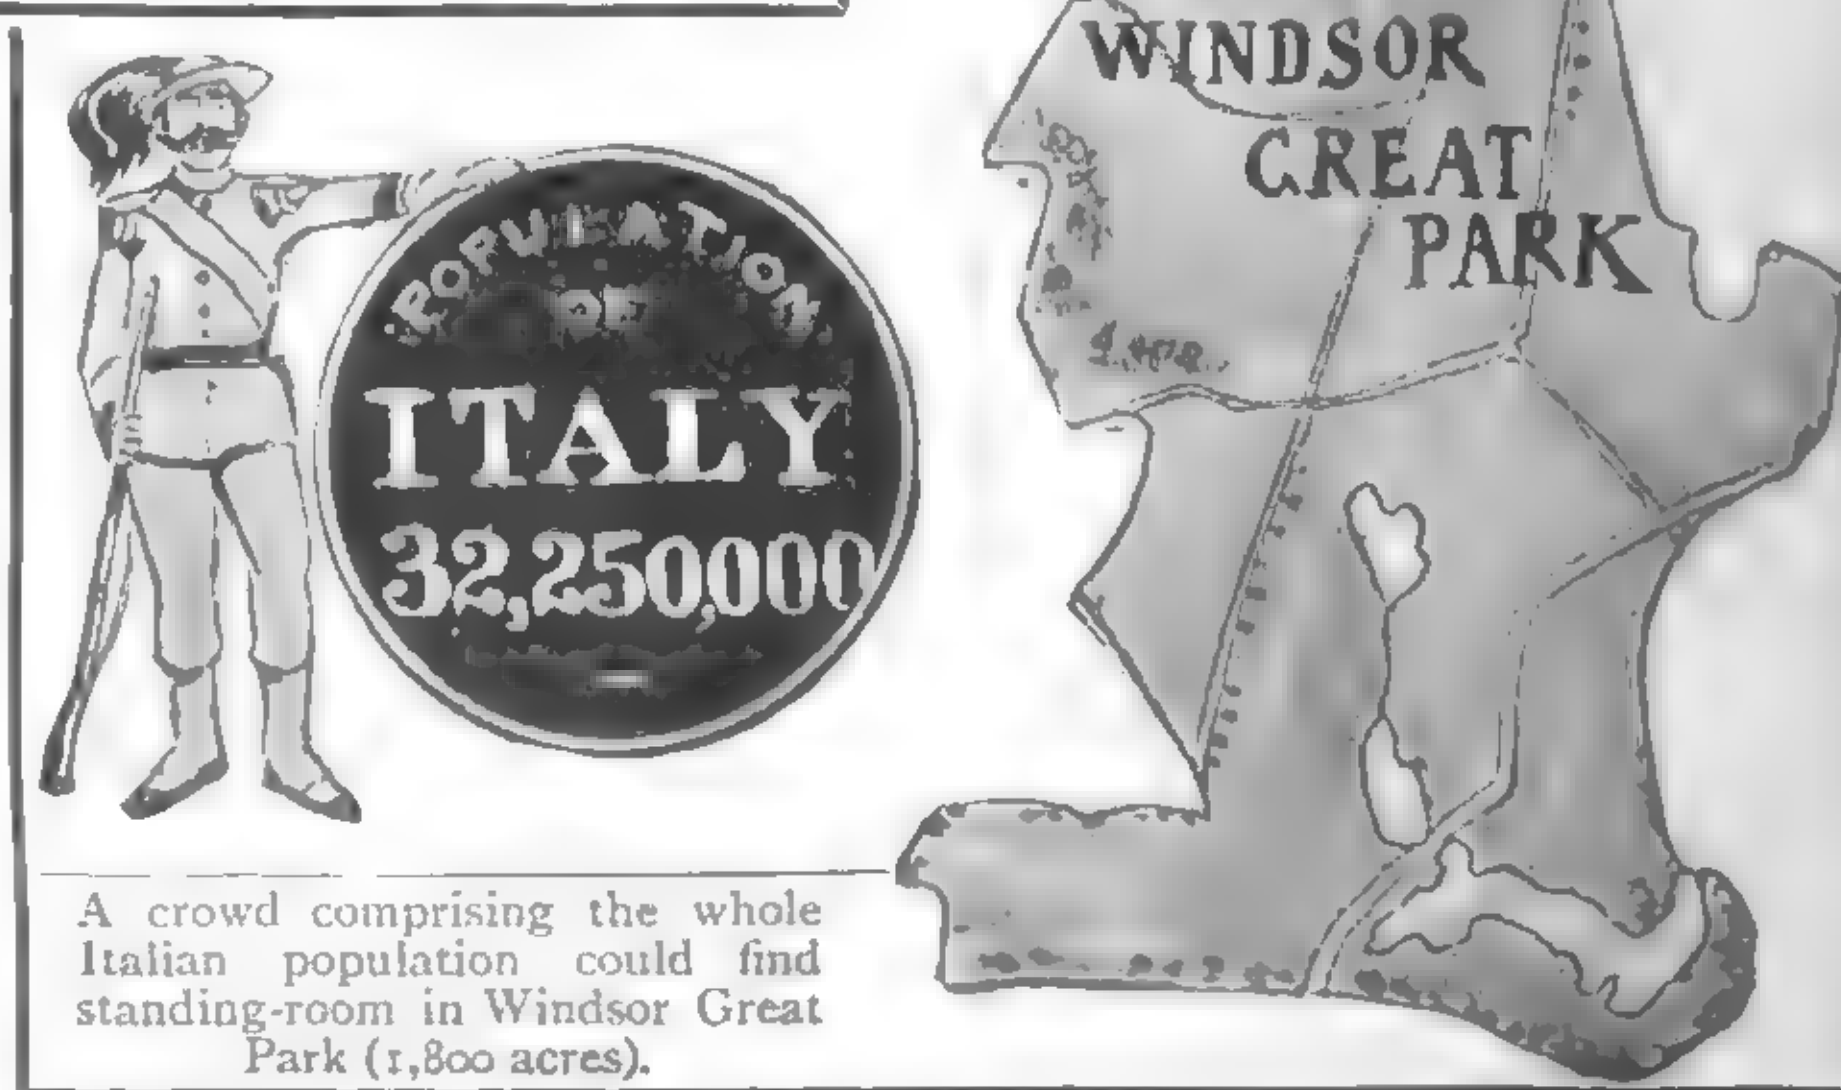 POPULATION
OF
ITALY
32,250,000
WINDSOR
GREAT
PARK
A crowd comprising the whole
Italian population could find
standing-room in Windsor Great
Park (1,800 acres).